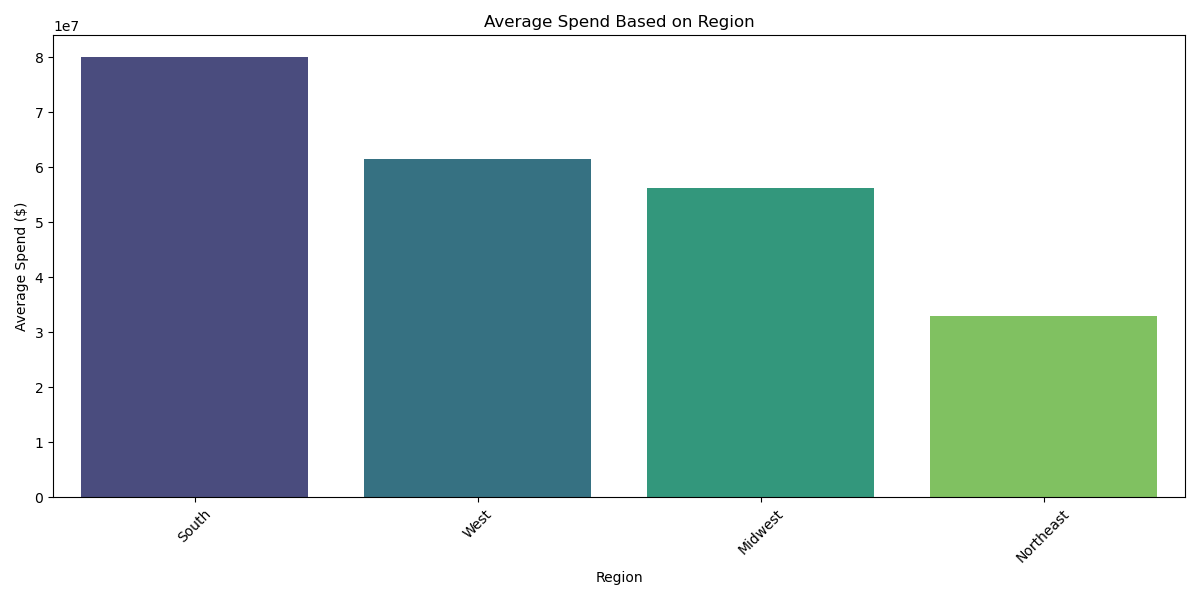 Average Spend Based on Region
1e7
Average Spend ($)
8
7
6
5
4
3
2
1
0
South
West
Midwest
Northeast
Region